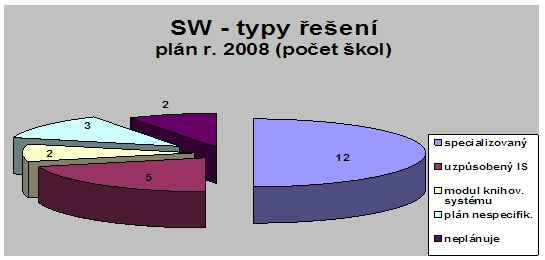 SW - typy řešení
plán r. 2008 (počet škol)
2
3
2
12
5
specializovaný
uzpůsobený IS
modul knihov.
systému
plán nespecifik.
neplánuje